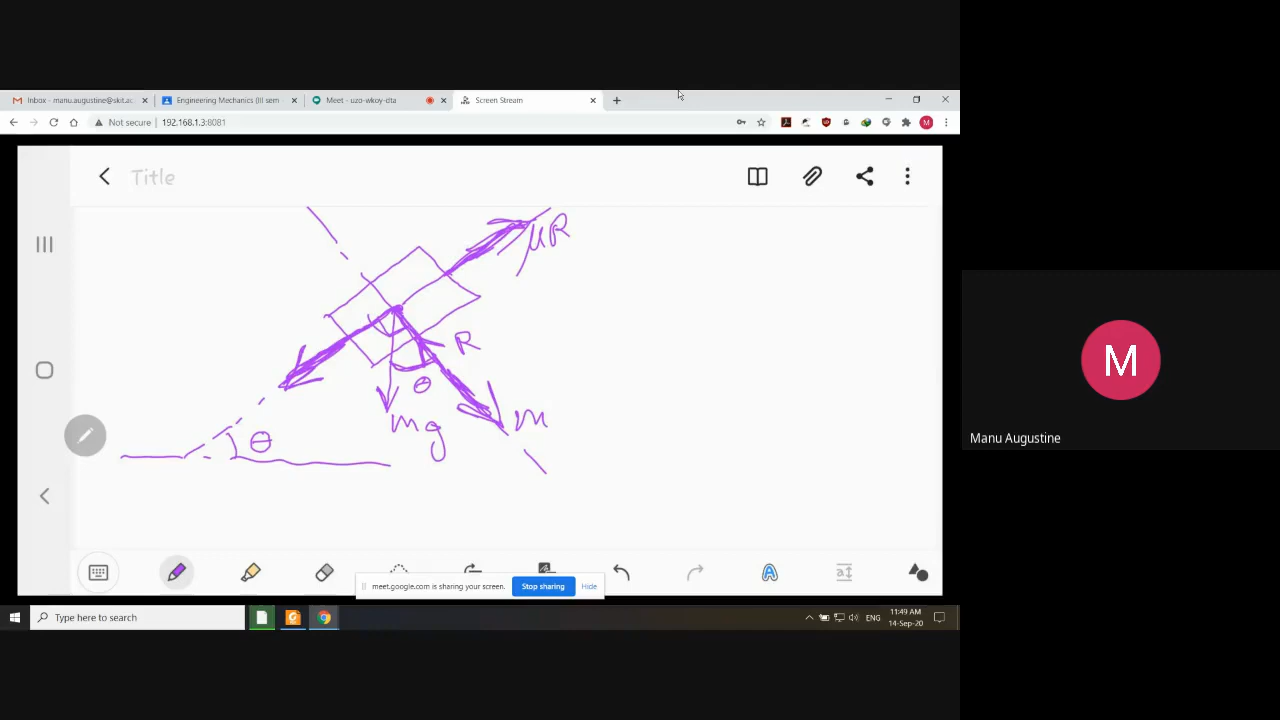 Inbox - manu.augustine@skit.ac
Engineering Mechanics (III sem
Meet - uzo-wkoy-dta
Screen Stream
Not secure
192.168.1.3:8081
M
Title
μR
R
θ
mg
m
θ
M
Manu Augustine
meet.google.com is sharing your screen.
Stop sharing
Hide
Type here to search
ENG
11:49 AM
14-Sep-20